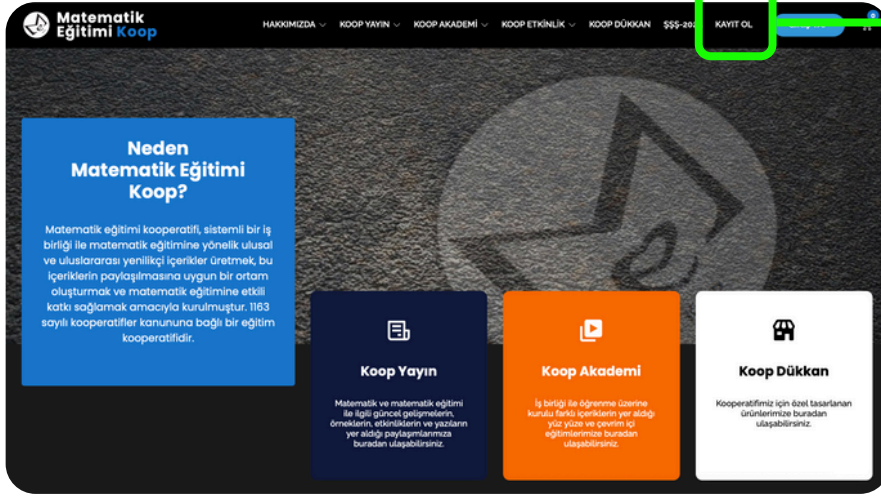 Matematik
Eğitimi Koop
HAKKIMIZDA KOOP YAYIN KOOP AKADEMİ KOOP ETKİNLİK KOOP DÜKKAN KAYIT OL
0
Neden
Matematik Eğitimi
Koop?
Matematik eğitimi kooperatifi, sistemli bir iş
birliği ile matematik eğitimine yönelik ulusal
ve uluslararası yenilikçi içerikler üretmek, bu
içeriklerin paylaşılmasına uygun bir ortam
oluşturmak ve matematik eğitimine etkili
katkı sağlamak amacıyla kurulmuştur. 1163
sayılı kooperatifler kanununa bağlı bir eğitim
kooperatifidir.
Koop Yayın
Matematik ve matematik eğitimi
ile ilgili güncel gelişmelerin,
örneklerin, etkinliklerin ve yazıların
yer aldığı paylaşımlarımıza
buradan ulaşabilirsiniz.
Koop Akademi
İş birliği ile öğrenme üzerine
kurulu farklı içeriklerin yer aldığı
yüz yüze ve çevrim içi
eğitimlerimize buradan
ulaşabilirsiniz.
Koop Dükkan
Kooperatifimiz için özel tasarlanan
ürünlerimize buradan
ulaşabilirsiniz.